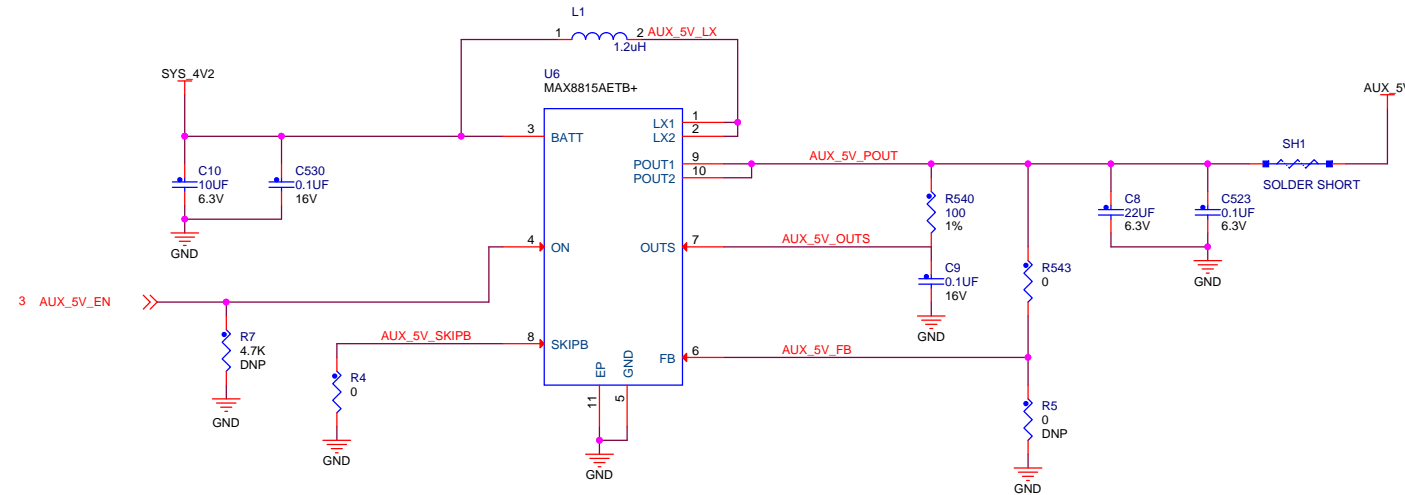 L1
1
2
AUX_5V_LX
1.2uH
SYS_4V2
U6
MAX8815AETB+
AUX_5V
3
BATT
LX1
1
LX2
2
C10
10UF
6.3V
C530
0.1UF
16V
POUT1
9
AUX_5V_POUT
POUT2
10
SH1
SOLDER SHORT
R540
100
1%
C8
22UF
6.3V
C523
0.1UF
6.3V
GND
4
ON
OUTS
7
AUX_5V_OUTS
C9
0.1UF
16V
R543
0
GND
GND
3 AUX_5V_EN
R7
4.7K
DNP
AUX_5V_SKIPB
8
SKIPB
FB
6
AUX_5V_FB
R4
0
EP
GND
11
5
R5
0
DNP
GND
GND
GND
GND